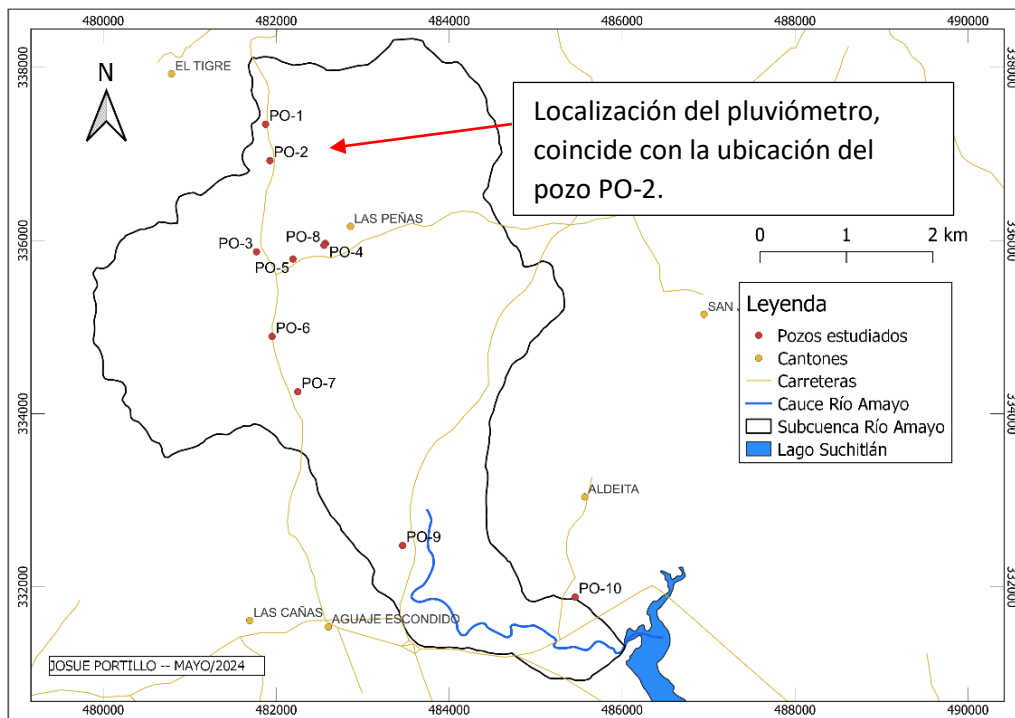 480000 482000 484000 486000 488000 490000
338000
338000
EL TIGRE
N
PO-1
PO-2
Localización del pluviómetro,
coincide con la ubicación del
pozo PO-2.
LAS PEÑAS
336000
336000
PO-3
PO-8
PO-4
PO-5
0 1 2 km
SAN J
Leyenda
Pozos estudiados
Cantones
Carreteras
Cauce Río Amayo
Subcuenca Río Amayo
Lago Suchitlán
PO-6
PO-7
334000
334000
ALDEITA
PO-9
PO-10
332000
332000
LAS CAÑAS
AGUAJE ESCONDIDO
JOSUE PORTILLO -- MAYO/2024
480000 482000 484000 486000 488000 490000